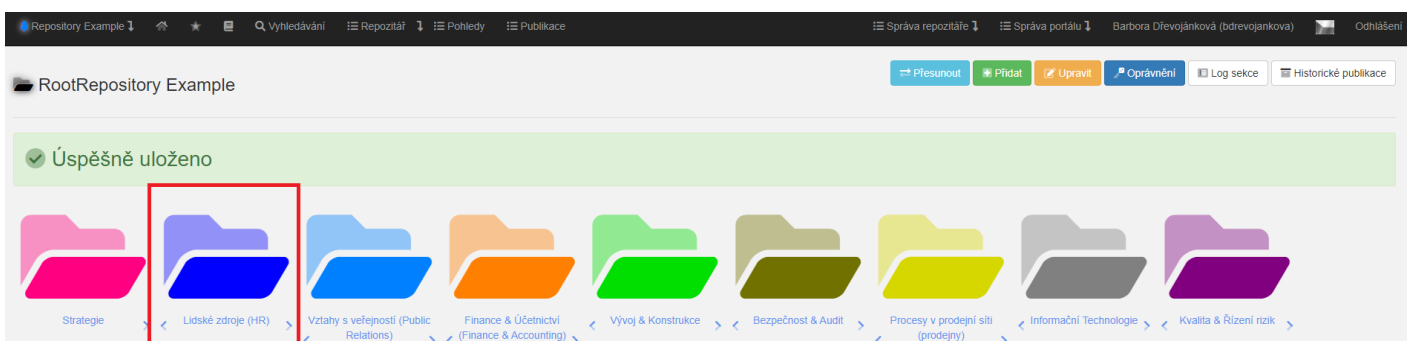 Repository Example
Vyhledávání
Repozitář
Pohledy
Publikace
Správa repozitáře
Správa portálu
Barbora Dřevojánková (bdrevojankova)
Odhlášení
RootRepository Example
Přesunout
Přidat
Upravit
Oprávnění
Log sekce
Historické publikace
Úspěšně uloženo
Strategie
Lidské zdroje (HR)
Vztahy s veřejností (Public
Relations)
Finance & Účetnictví
(Finance & Accounting)
Vývoj & Konstrukce
Bezpečnost & Audit
Procesy v prodejní síti
(prodejny)
Informační Technologie
Kvalita & Řízení rizik